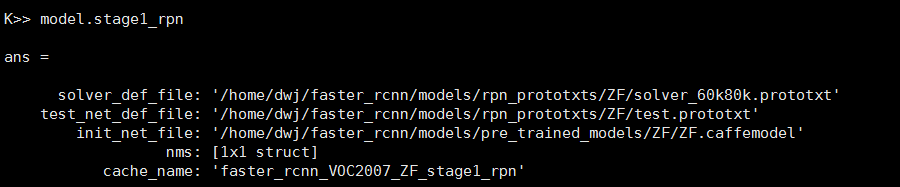 K>> model.stage1_rpn
ans =
solver_def_file: '/home/dwj/faster_rcnn/models/rpn_prototxts/ZF/solver_60k80k.prototxt'
test_net_def_file: '/home/dwj/faster_rcnn/models/rpn_prototxts/ZF/test.prototxt'
init_net_file: '/home/dwj/faster_rcnn/models/pre_trained_models/ZF/ZF.caffemodel'
nms: [1x1 struct]
cache_name: 'faster_rcnn_VOC2007_ZF_stage1_rpn'